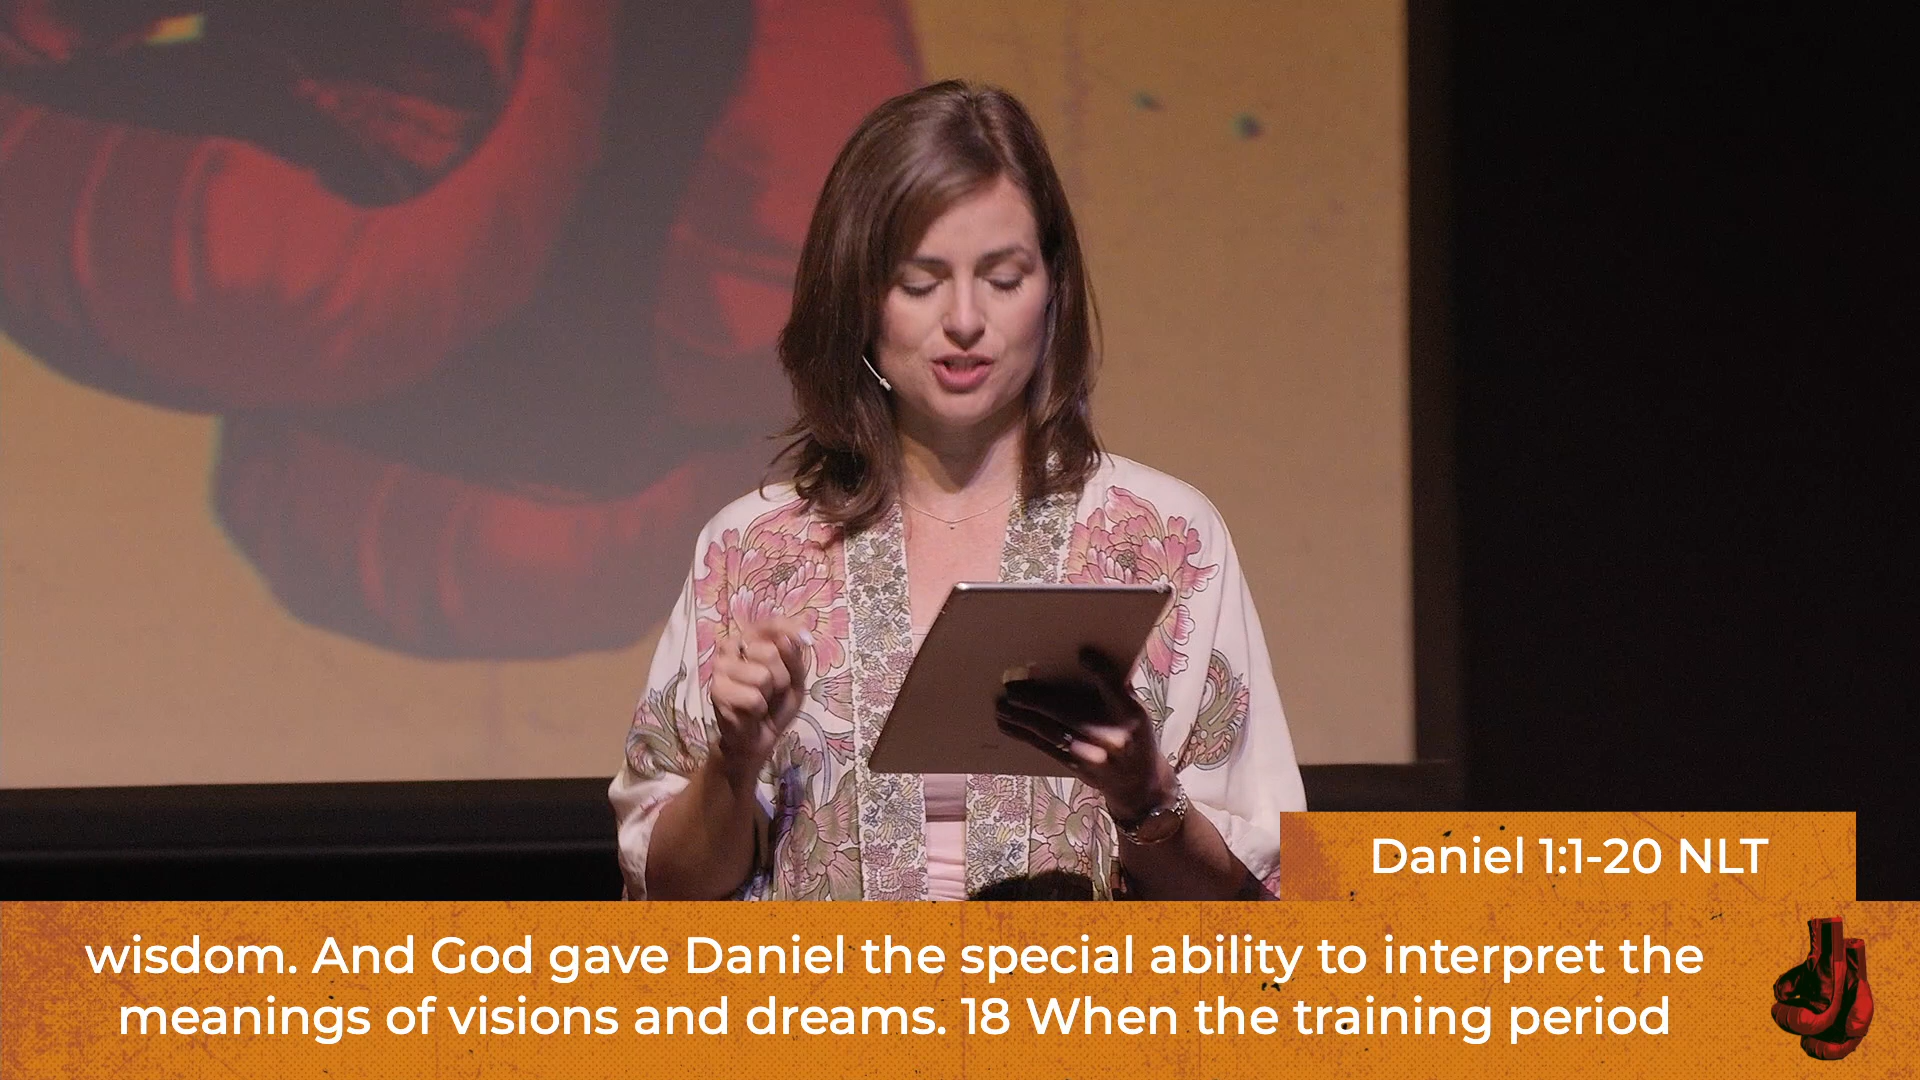 Daniel 1:1-20 NLT
wisdom. And God gave Daniel the special ability to interpret the
meanings of visions and dreams. 18 When the training period